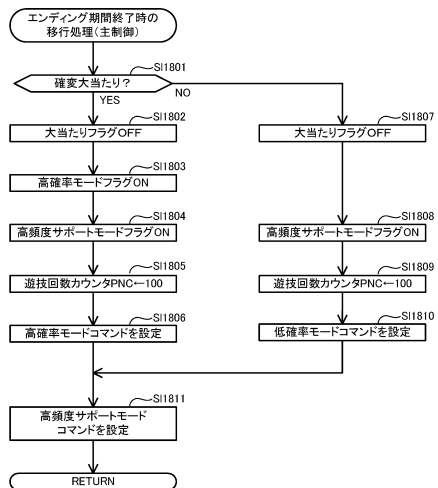 エンディング期間終了時の
移行処理(主制御)
SI1801
確変大当たり?
YES
NO
SI1802
大当たりフラグOFF
SI1803
高確率モードフラグON
SI1804
高頻度サポートモードフラグON
SI1805
遊技回数カウンタPNC←100
SI1806
高確率モードコマンドを設定
SI1807
大当たりフラグOFF
SI1808
高頻度サポートモードフラグON
SI1809
遊技回数カウンタPNC←100
SI1810
低確率モードコマンドを設定
SI1811
高頻度サポートモード
コマンドを設定
RETURN